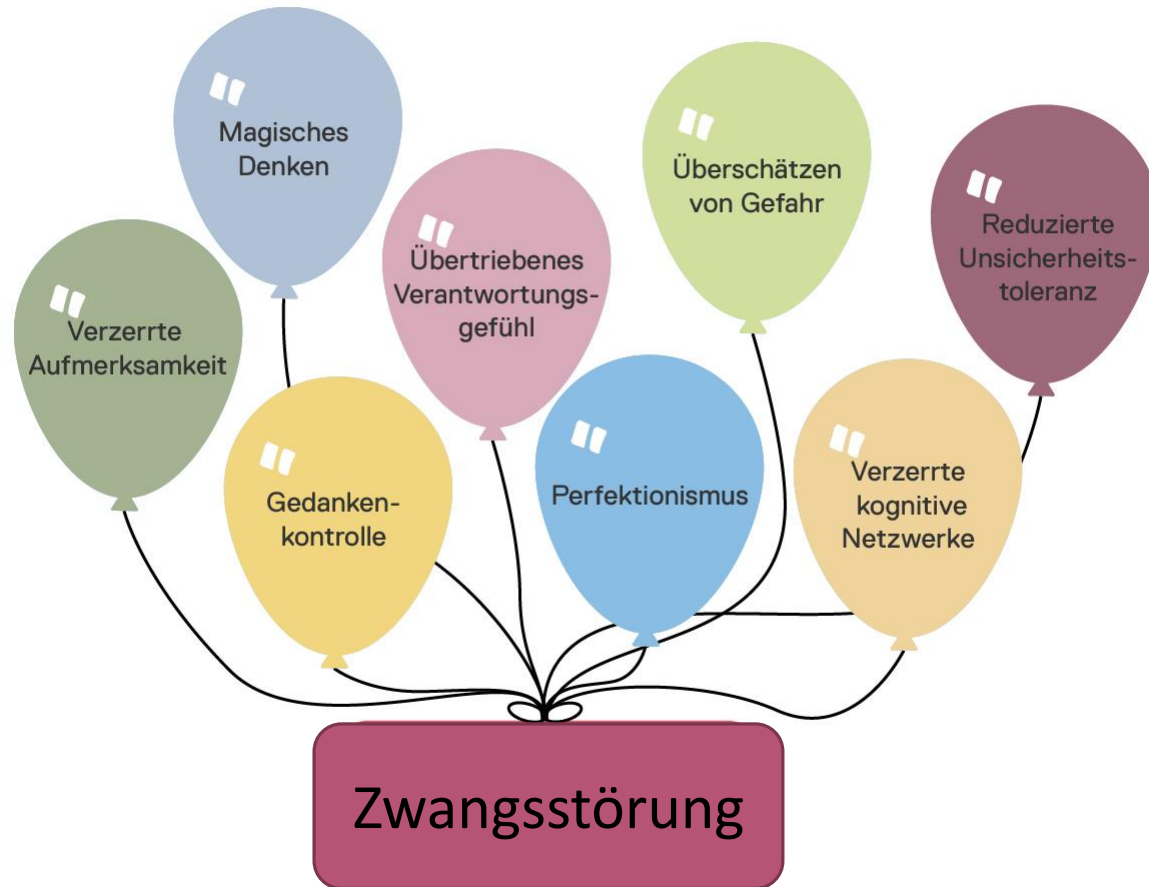 Magisches
Denken
Überschätzen
von Gefahr
Reduzierte
Unsicherheits-
toleranz
Übertriebenes
Verantwortungs-
gefühl
Verzerrte
Aufmerksamkeit
Gedanken-
kontrolle
Perfektionismus
Verzerrte
kognitive
Netzwerke
Zwangsstörung